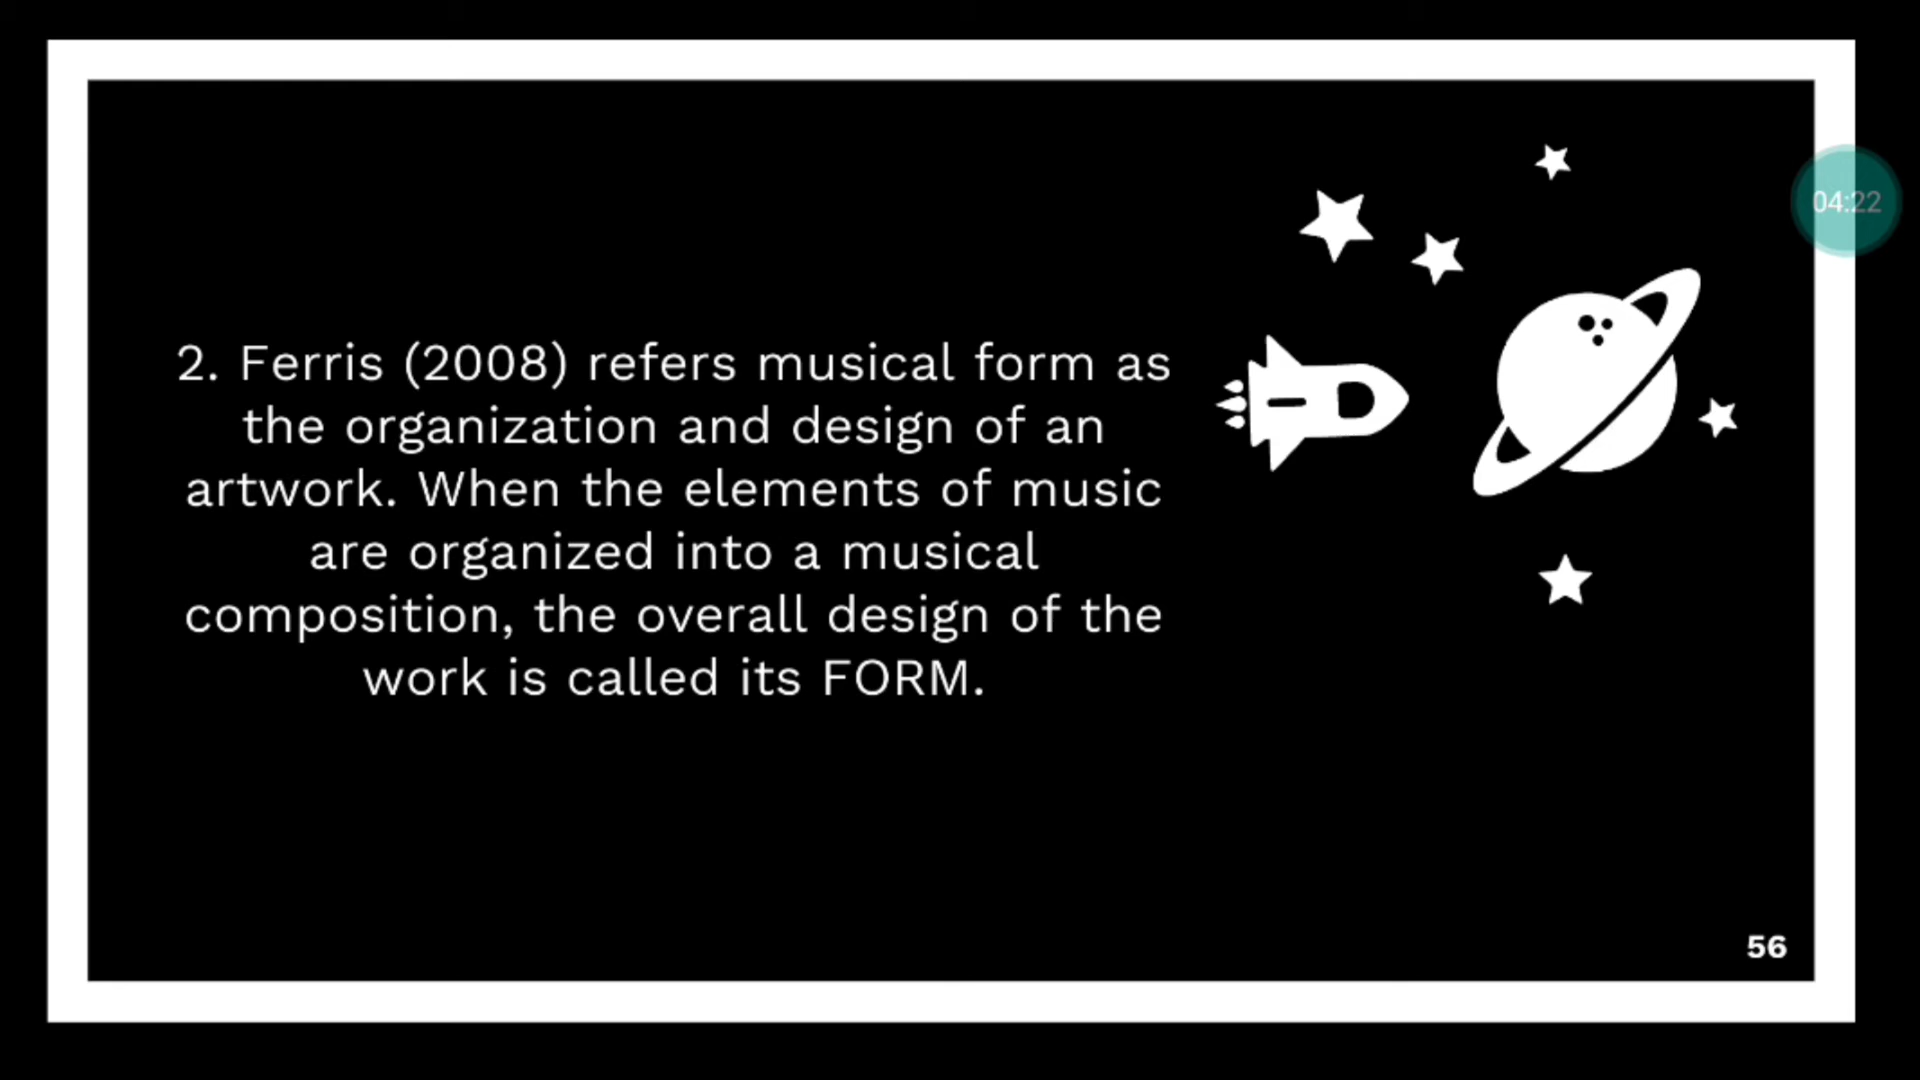 2. Ferris (2008) refers musical form as
the organization and design of an
artwork. When the elements of music
are organized into a musical
composition, the overall design of the
work is called its FORM.
04:22
56